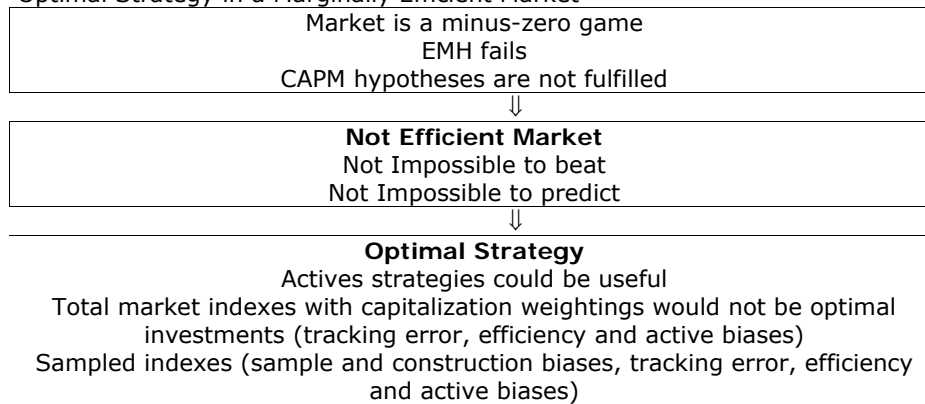 Optimal Strategy in a Marginally Efficient Market
Market is a minus-zero game
EMH fails
CAPM hypotheses are not fulfilled
⇓
Not Efficient Market
Not Impossible to beat
Not Impossible to predict
⇓
Optimal Strategy
Actives strategies could be useful
Total market indexes with capitalization weightings would not be optimal
investments (tracking error, efficiency and active biases)
Sampled indexes (sample and construction biases, tracking error, efficiency
and active biases)